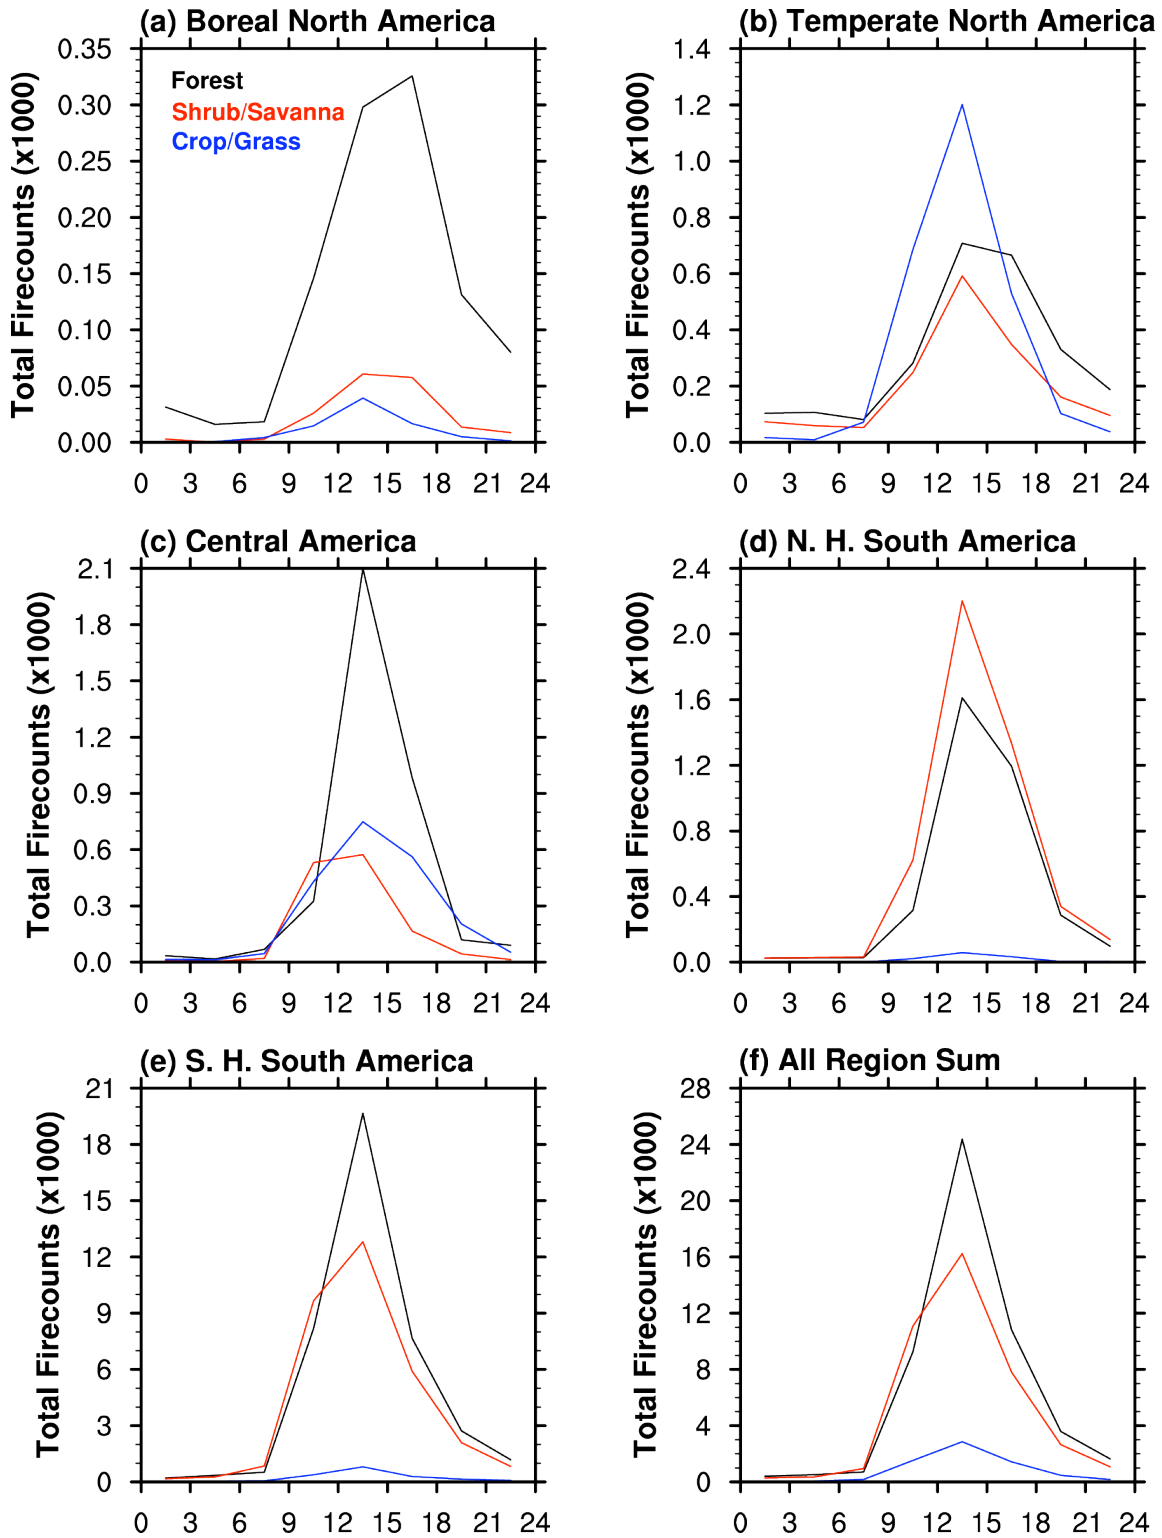 (a) Boreal North America
Total Firecounts (x1000)
0.35
0.30
0.25
0.20
0.15
0.10
0.05
0.00
Forest
Shrub/Savanna
Crop/Grass
0 3 6 9 12 15 18 21 24
(b) Temperate North America
Total Firecounts (x1000)
1.4
1.2
1.0
0.8
0.6
0.4
0.2
0.0
0 3 6 9 12 15 18 21 24
(c) Central America
Total Firecounts (x1000)
2.1
1.8
1.5
1.2
0.9
0.6
0.3
0.0
0 3 6 9 12 15 18 21 24
(d) N. H. South America
Total Firecounts (x1000)
2.4
2.0
1.6
1.2
0.8
0.4
0.0
0 3 6 9 12 15 18 21 24
(e) S. H. South America
Total Firecounts (x1000)
21
18
15
12
9
6
3
0
0 3 6 9 12 15 18 21 24
(f) All Region Sum
Total Firecounts (x1000)
28
24
20
16
12
8
4
0
0 3 6 9 12 15 18 21 24